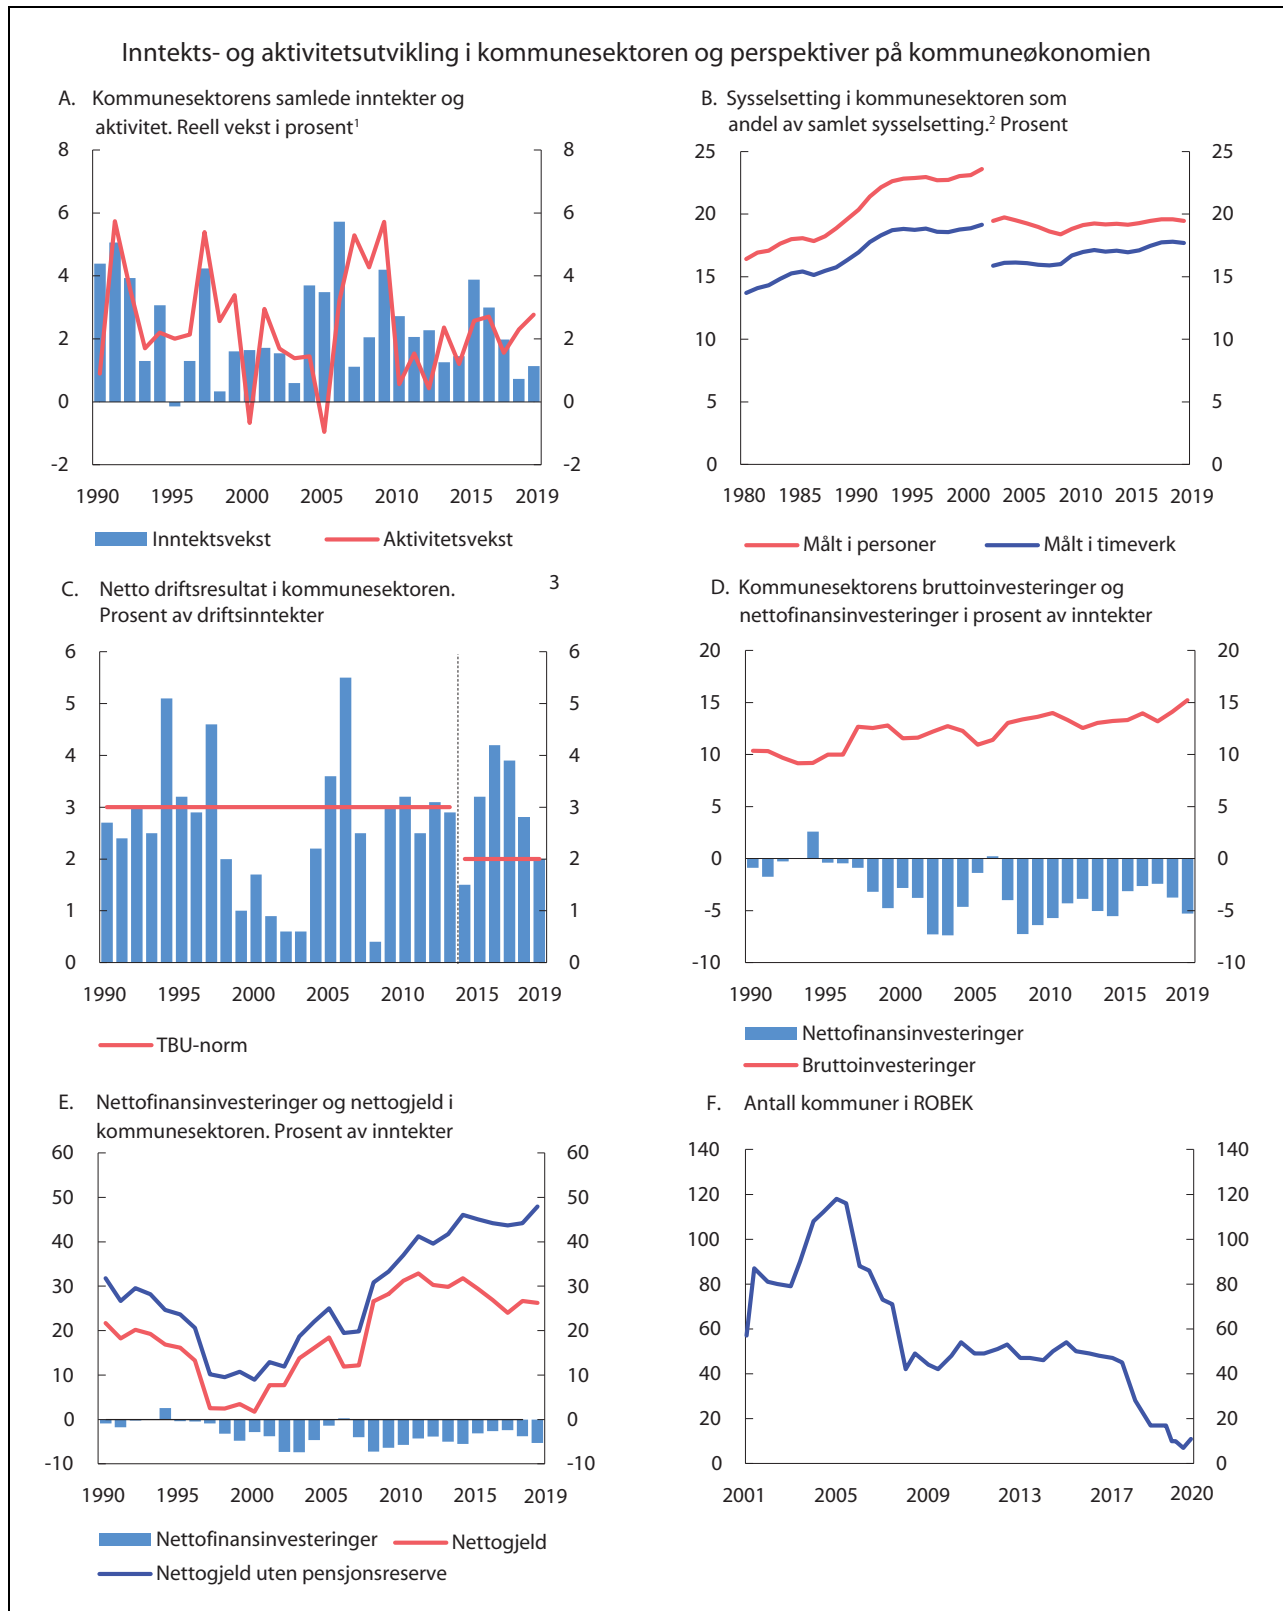 Inntekts- og aktivitetsutvikling i kommunesektoren og perspektiver på kommuneøkonomien
A. Kommunesektorens samlede inntekter og
aktivitet. Reell vekst i prosent¹
8 8
6 6
4 4
2 2
0 0
-2 -2
1990 1995 2000 2005 2010 2015 2019
Inntektsvekst Aktivitetsvekst
B. Sysselsetting i kommunesektoren som
andel av samlet sysselsetting.² Prosent
25 25
20 20
15 15
10 10
5 5
0 0
1980 1985 1990 1995 2000 2005 2010 2015 2019
Målt i personer Målt i timeverk
C. Netto driftsresultat i kommunesektoren. 3
Prosent av driftsinntekter
6 6
5 5
4 4
3 3
2 2
1 1
0 0
1990 1995 2000 2005 2010 2015 2019
TBU-norm
D. Kommunesektorens bruttoinvesteringer og
nettofinansinvesteringer i prosent av inntekter
20 20
15 15
10 10
5 5
0 0
-5 -5
-10 -10
1990 1995 2000 2005 2010 2015 2019
Nettofinansinvesteringer
Bruttoinvesteringer
E. Nettofinansinvesteringer og nettogjeld i
kommunesektoren. Prosent av inntekter
60 60
50 50
40 40
30 30
20 20
10 10
0 0
-10 -10
1990 1995 2000 2005 2010 2015 2019
Nettofinansinvesteringer Nettogjeld
Nettogjeld uten pensjonsreserve
F. Antall kommuner i ROBEK
140 140
120 120
100 100
80 80
60 60
40 40
20 20
0 0
2001 2005 2009 2013 2017 2020